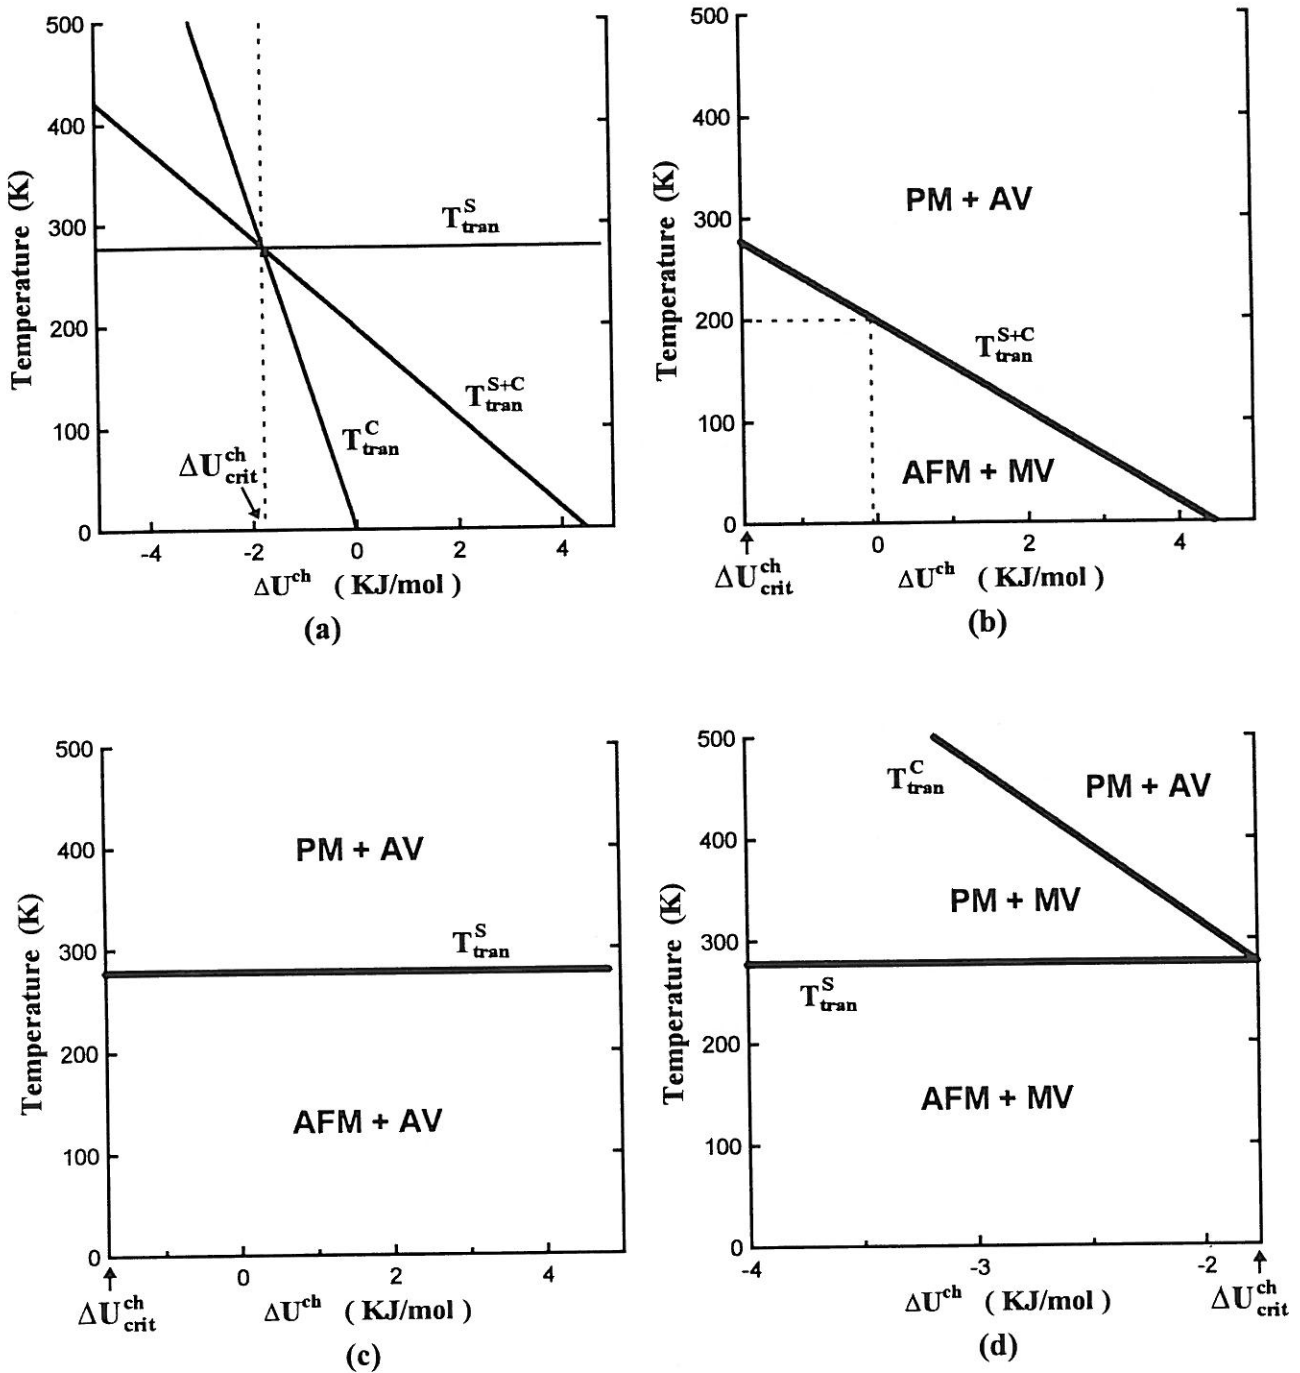 500
400
300
200
100
0
Temperature (K)
T^S_tran
T^S+C_tran
T^C_tran
ΔU^ch_crit
-4 -2 0 2 4
ΔU^ch ( KJ/mol )
(a)
500
400
300
200
100
0
Temperature (K)
PM + AV
T^S+C_tran
AFM + MV
0 2 4
ΔU^ch_crit
ΔU^ch ( KJ/mol )
(b)
500
400
300
200
100
0
Temperature (K)
PM + AV
T^S_tran
AFM + AV
0 2 4
ΔU^ch_crit
ΔU^ch ( KJ/mol )
(c)
500
400
300
200
100
0
Temperature (K)
T^C_tran
PM + AV
PM + MV
T^S_tran
AFM + MV
-4 -3 -2
ΔU^ch ( KJ/mol )
ΔU^ch_crit
(d)